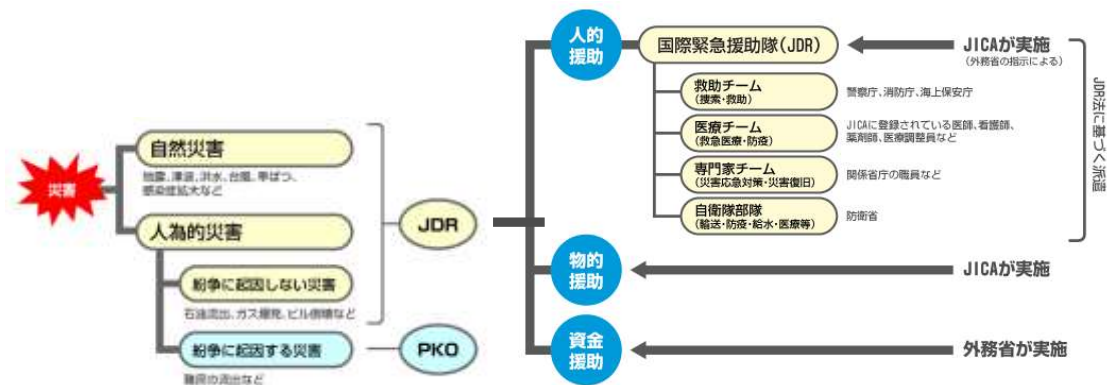 災害
自然災害
地震、津波、洪水、台風、干ばつ、
感染症拡大など
人為的災害
紛争に起因しない災害
石油流出、ガス爆発、ビル倒壊など
紛争に起因する災害
難民の流出など
JDR
PKO
人的
援助
国際緊急援助隊(JDR)
JICAが実施
(外務省の指示による)
救助チーム
(捜索・救助)
警察庁、消防庁、海上保安庁
医療チーム
(救急医療・防疫)
JICAに登録されている医師、看護師、
薬剤師、医療調整員など
専門家チーム
(災害応急対策・災害復旧)
関係省庁の職員など
自衛隊部隊
(輸送・防疫・給水・医療等)
防衛省
JDR法に基づく派遣
物的
援助
JICAが実施
資金
援助
外務省が実施